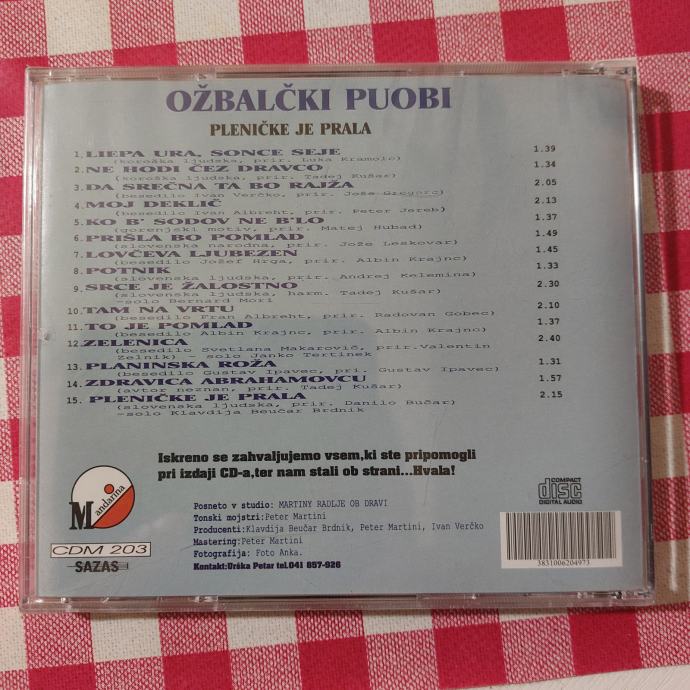 OŽBALČKI PUOBI
PLENIČKE JE PRALA
1. LIEPA URA, SONCE SEJE 1.39
(koroška ljudska, prir. Luka Kramolc)
2. NE HODI ČEZ DRAVCO 1.34
(koroška ljudska, prir. Tadej Kušar)
3. DA SREČNA TA BO RAJŽA 2.05
(besedilo Ivan Verčko, prir. Jože Gregorc)
4. MOJ DEKLIČ 2.13
(besedilo Ivan Albreht, prir. Peter Jereb)
5. KO B' SODOV NE B'LO 1.37
(gorenjski motiv, prir. Matej Hubad)
6. PRIŠLA BO POMLAD 1.49
(slovenska narodna, prir. Jože Leskovar)
7. LOVČEVA LJUBEZEN 1.45
(besedilo Jožef Hrga, prir. Albin Krajnc)
8. POTNIK 1.33
(slovenska ljudska, prir. Andrej Kelemina)
9. SRCE JE ŽALOSTNO 2.30
(slovenska ljudska, harm. Tadej Kušar)
-solo Bernard Mori
10. TAM NA VRTU 2.10
(besedilo Fran Albreht, prir. Radovan Gobec)
11. TO JE POMLAD 1.37
(besedilo Albin Krajnc, prir. Albin Krajnc)
12. ZELENICA 2.40
(besedilo Svetlana Makarovič, prir.Valentin
Zelnik) - solo Janko Tertinek
13. PLANINSKA ROŽA 1.31
(besedilo Gustav Ipavec, pri. Gustav Ipavec)
14. ZDRAVICA ABRAHAMOVCU 1.57
(avtor neznan, prir. Tadej Kušar)
15. PLENIČKE JE PRALA 2.15
(slovenska ljudska, prir. Danilo Bučar)
-solo Klavdija Beučar Brdnik
Iskreno se zahvaljujemo vsem,ki ste pripomogli
pri izdaji CD-a,ter nam stali ob strani...Hvala!
Mandarina
CDM 203
SAZAS
Posneto v studio: MARTINY RADLJE OB DRAVI
Tonski mojstri:Peter Martini
Producenti:Klavdija Beučar Brdnik, Peter Martini, Ivan Verčko
Mastering:Peter Martini
Fotografija: Foto Anka.
Kontakt:Urška Petar tel.041 857-926
COMPACT
disc
DIGITAL AUDIO
3831006204973